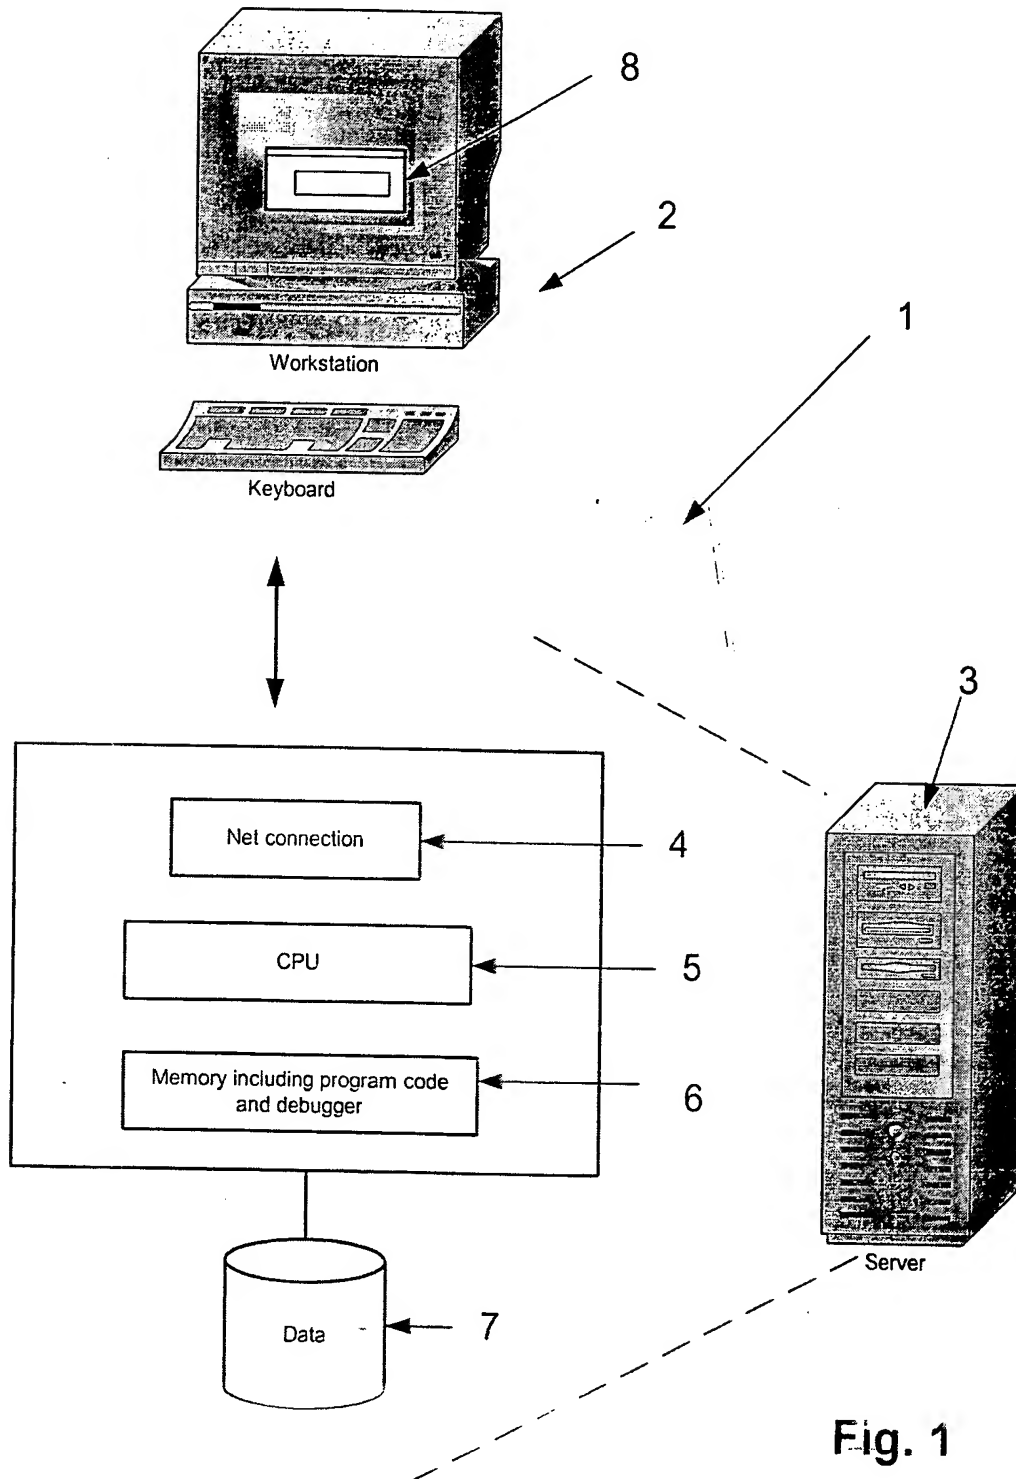 8
2
1
Workstation
Keyboard
3
Net connection
4
CPU
5
Memory including program code
and debugger
6
Server
Data
7
Fig. 1